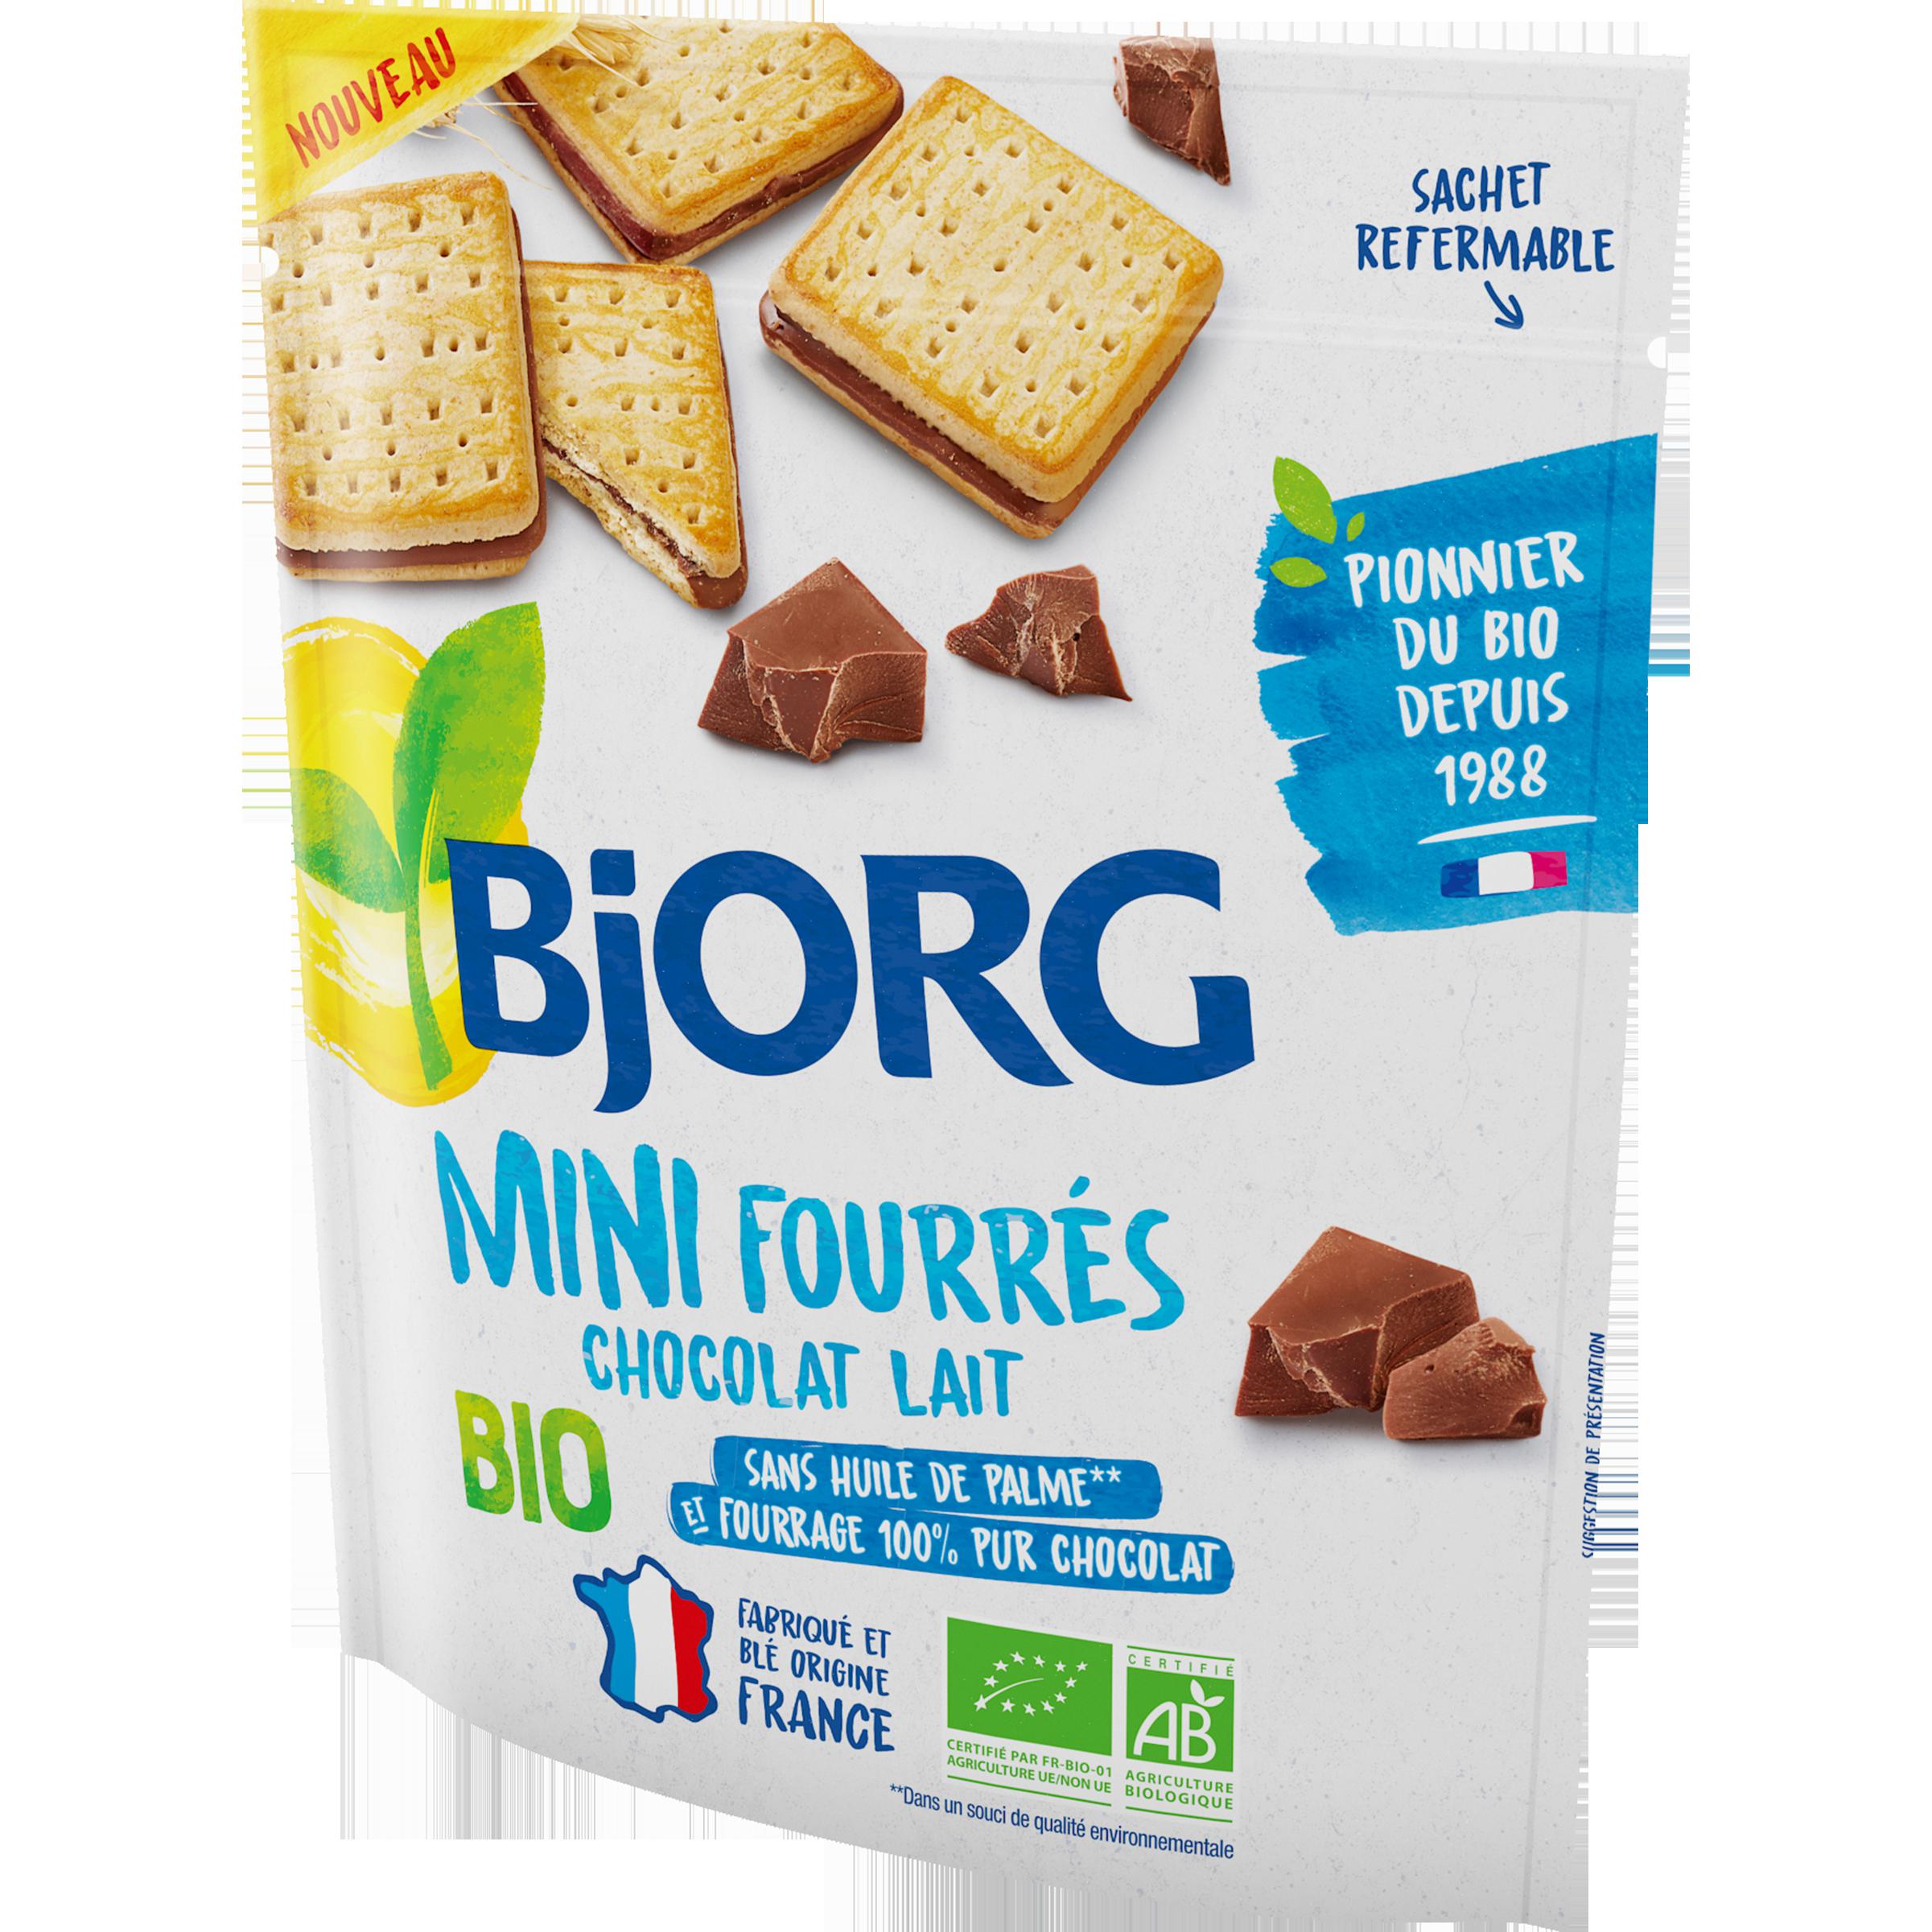 NOUVEAU
SACHET
REFERMABLE
PIONNIER
DU BIO
DEPUIS
1988
BjORG
MINI FOURRÉS
CHOCOLAT LAIT
BIO
SANS HUILE DE PALME**
ET FOURRAGE 100% PUR CHOCOLAT
FABRIQUÉ ET
BLÉ ORIGINE
FRANCE
CERTIFIÉ PAR FR-BIO-01
AGRICULTURE UE/NON UE
CERTIFIÉ
AB
AGRICULTURE
BIOLOGIQUE
**Dans un souci de qualité environnementale
SUGGESTION DE PRÉSENTATION